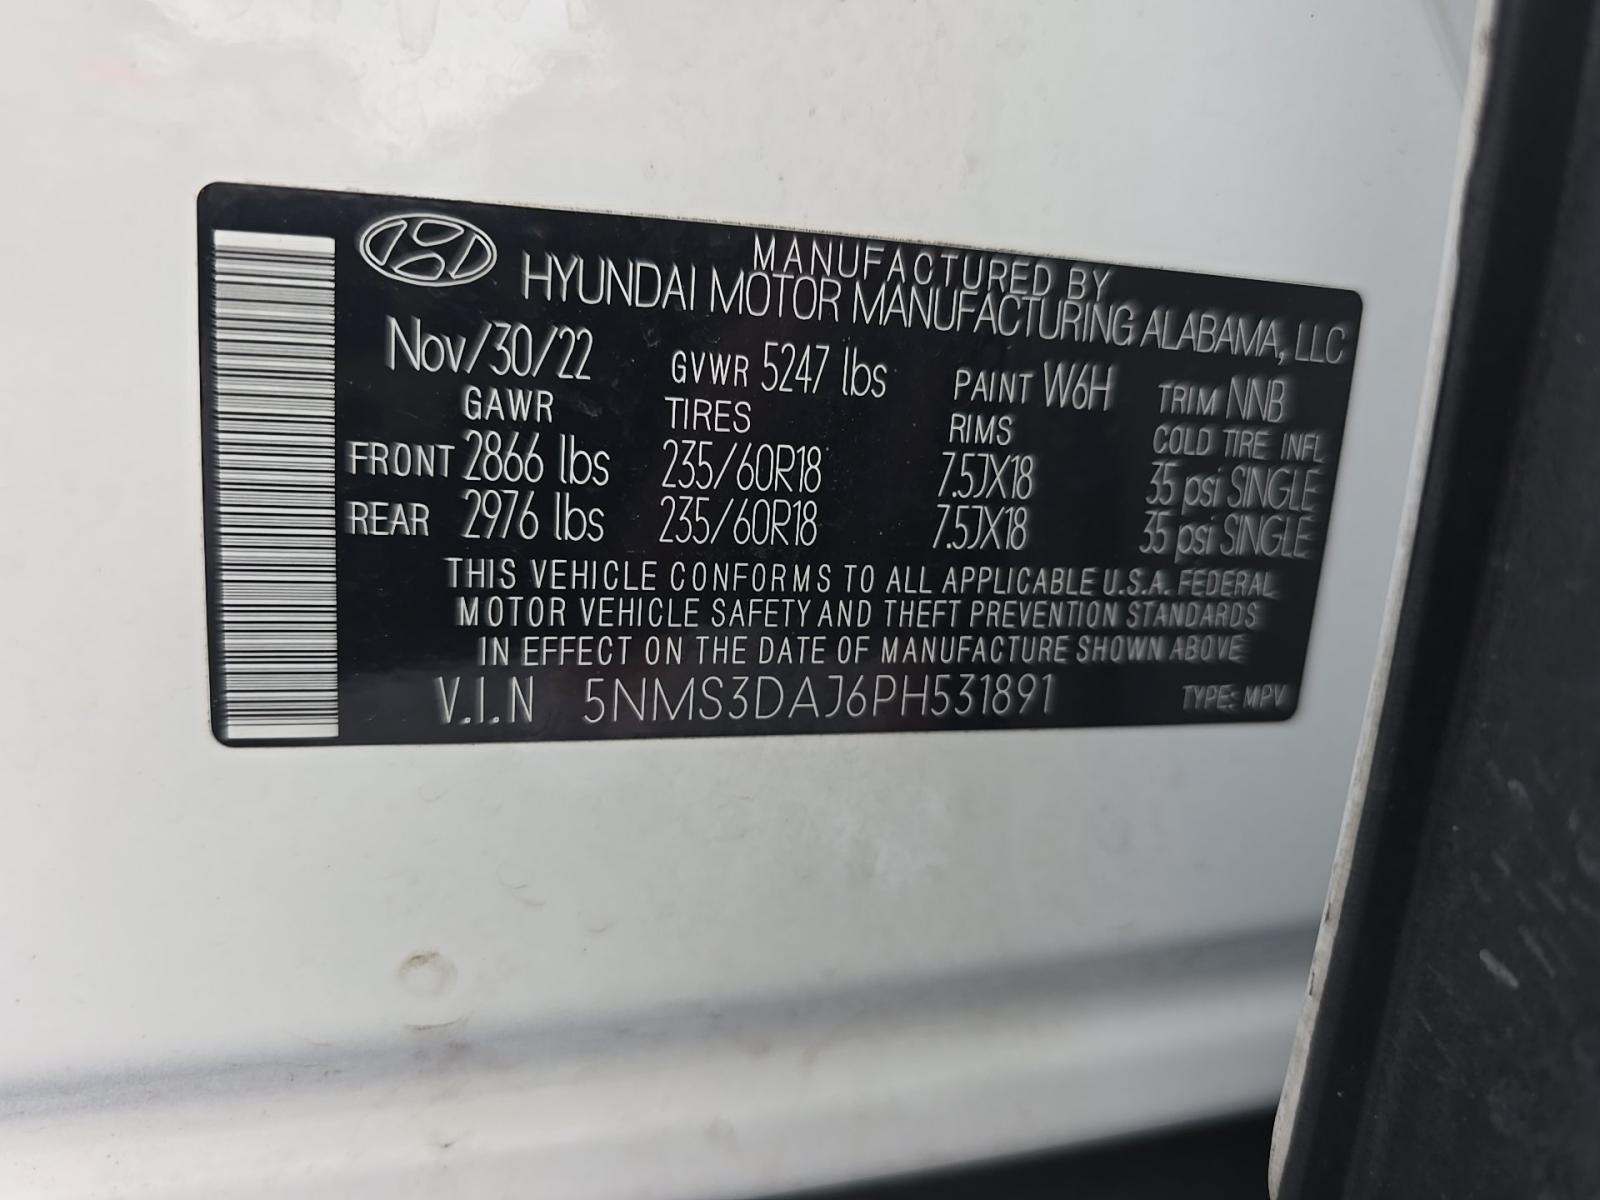 MANUFACTURED BY
HYUNDAI MOTOR MANUFACTURING ALABAMA, LLC
Nov/30/22 GVWR 5247 lbs PAINT W6H TRIM NNB
GAWR TIRES RIMS COLD TIRE INFL
FRONT 2866 lbs 235/60R18 7.5JX18 35 psi SINGLE
REAR 2976 lbs 235/60R18 7.5JX18 35 psi SINGLE
THIS VEHICLE CONFORMS TO ALL APPLICABLE U.S.A. FEDERAL
MOTOR VEHICLE SAFETY AND THEFT PREVENTION STANDARDS
IN EFFECT ON THE DATE OF MANUFACTURE SHOWN ABOVE
V.I.N 5NMS3DAJ6PH531891 TYPE: MPV